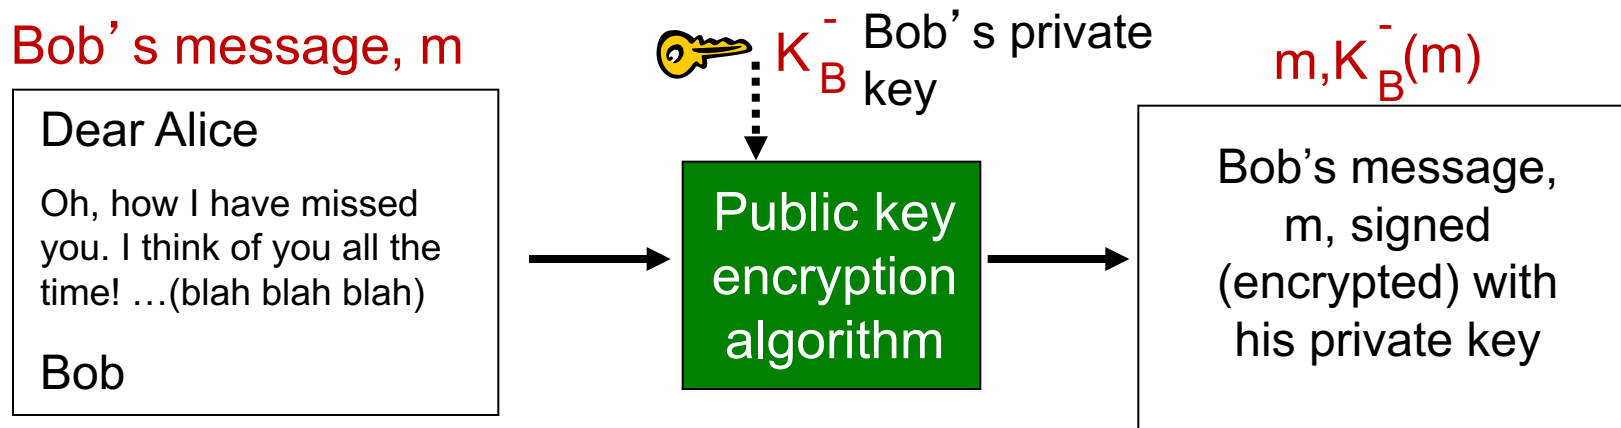 Bob’s message, m
Dear Alice
Oh, how I have missed
you. I think of you all the
time! …(blah blah blah)
Bob
K
-
B
Bob’s private
key
Public key
encryption
algorithm
m,K
-
B
(m)
Bob’s message,
m, signed
(encrypted) with
his private key